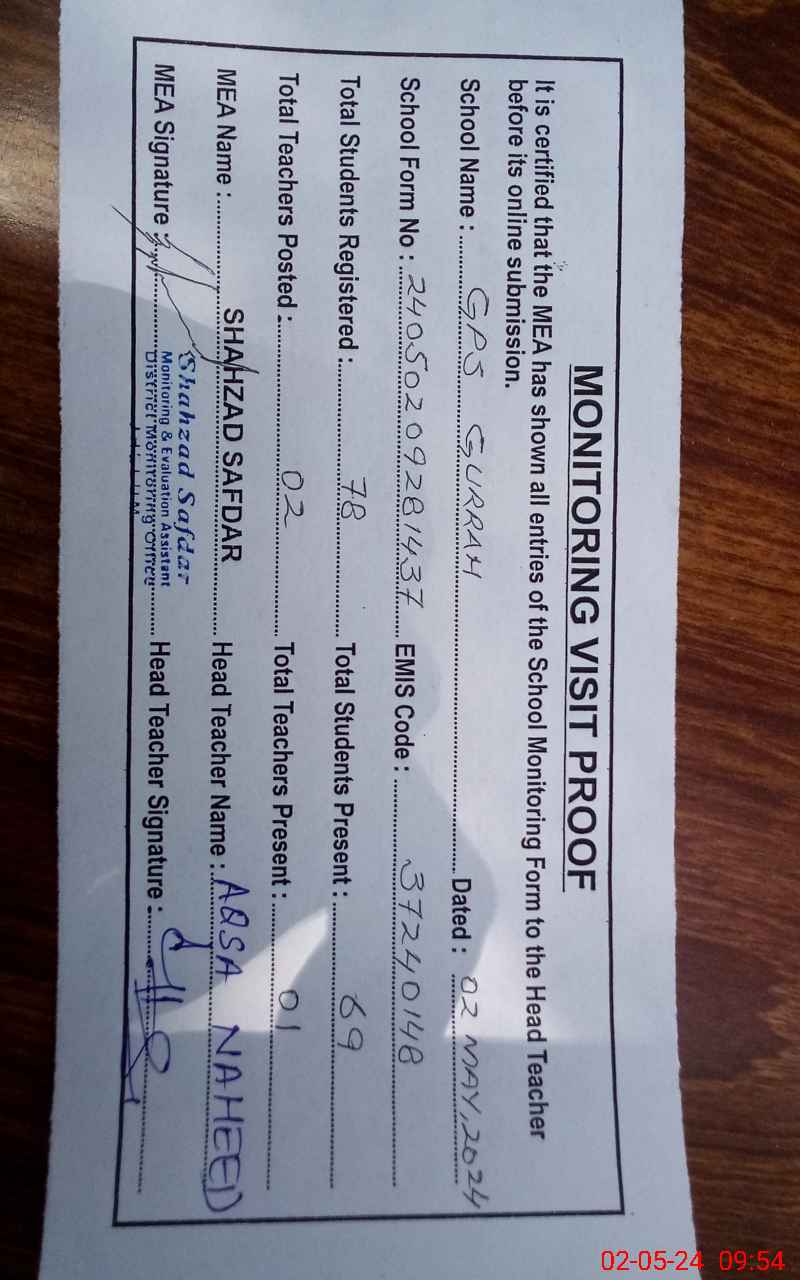 MONITORING VISIT PROOF
It is certified that the MEA has shown all entries of the School Monitoring Form to the Head Teacher
before its online submission.
School Name : GPS GURRAH Dated : 02 MAY, 2024
School Form No : 24050209281437 EMIS Code : 37240148
Total Students Registered : 78 Total Students Present : 69
Total Teachers Posted : 02 Total Teachers Present : 01
MEA Name : SHAHZAD SAFDAR Head Teacher Name : AQSA NAHEED
MEA Signature : Head Teacher Signature :
Shahzad Safdar
Monitoring & Evaluation Assistant
District Monitoring Office
02-05-24 09:54